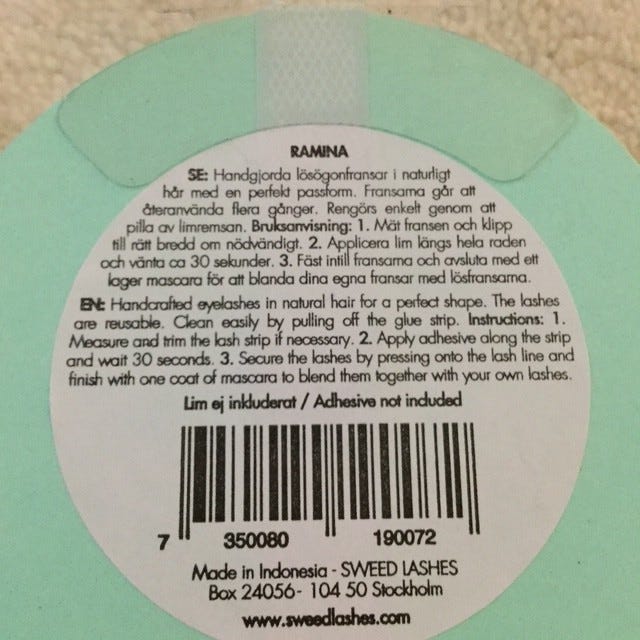 RAMINA
SE: Handgjorda lösögonfransar i naturligt
hår med en perfekt passform. Fransarna går att
återanvända flera gånger. Rengörs enkelt genom att
pilla av limremsan. Bruksanvisning: 1. Mät fransen och klipp
till rätt bredd om nödvändigt. 2. Applicera lim längs hela raden
och vänta ca 30 sekunder. 3. Fäst intill fransarna och avsluta med ett
lager mascara för att blanda dina egna fransar med lösfransarna.
EN: Handcrafted eyelashes in natural hair for a perfect shape. The lashes
are reusable. Clean easily by pulling off the glue strip. Instructions: 1.
Measure and trim the lash strip if necessary. 2. Apply adhesive along the strip
and wait 30 seconds. 3. Secure the lashes by pressing onto the lash line and
finish with one coat of mascara to blend them together with your own lashes.
Lim ej inkluderat / Adhesive not included
7 350080 190072
Made in Indonesia - SWEED LASHES
Box 24056- 104 50 Stockholm
www.sweedlashes.com